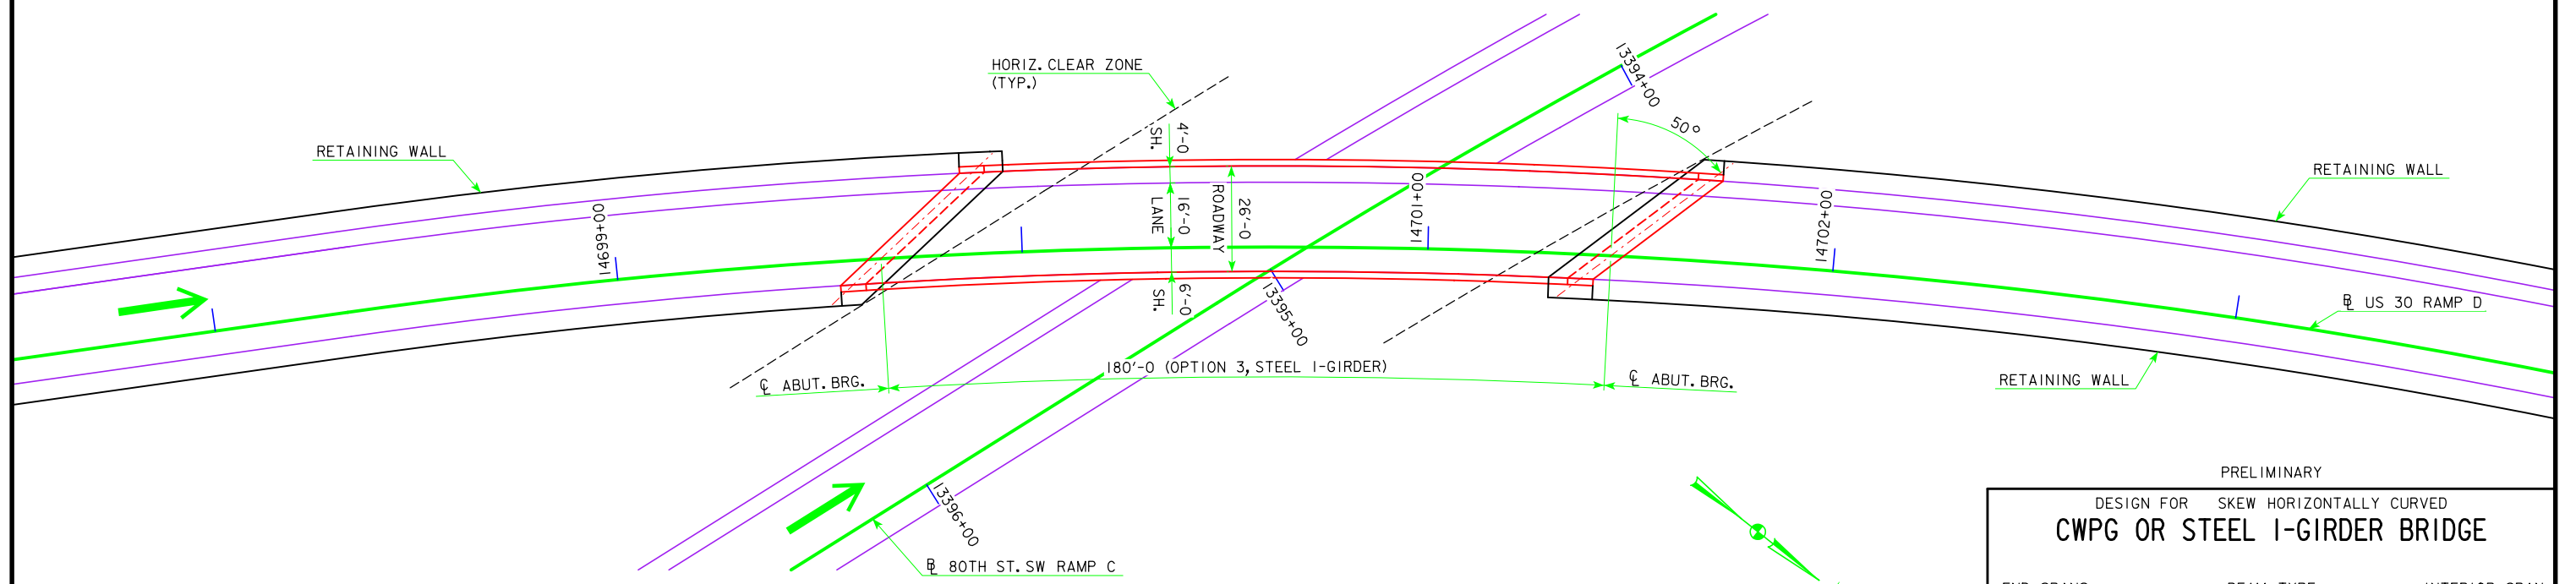 HORIZ. CLEAR ZONE
(TYP.)
13394+00
50°
4'-0
SH.
RETAINING WALL
RETAINING WALL
14699+00
16'-0
LANE
26'-0
ROADWAY
14701+00
14702+00
6'-0
SH.
13395+00
℄ US 30 RAMP D
180'-0 (OPTION 3, STEEL I-GIRDER)
℄ ABUT. BRG.
℄ ABUT. BRG.
RETAINING WALL
13396+00
℄ 80TH ST. SW RAMP C
PRELIMINARY
DESIGN FOR SKEW HORIZONTALLY CURVED
CWPG OR STEEL I-GIRDER BRIDGE